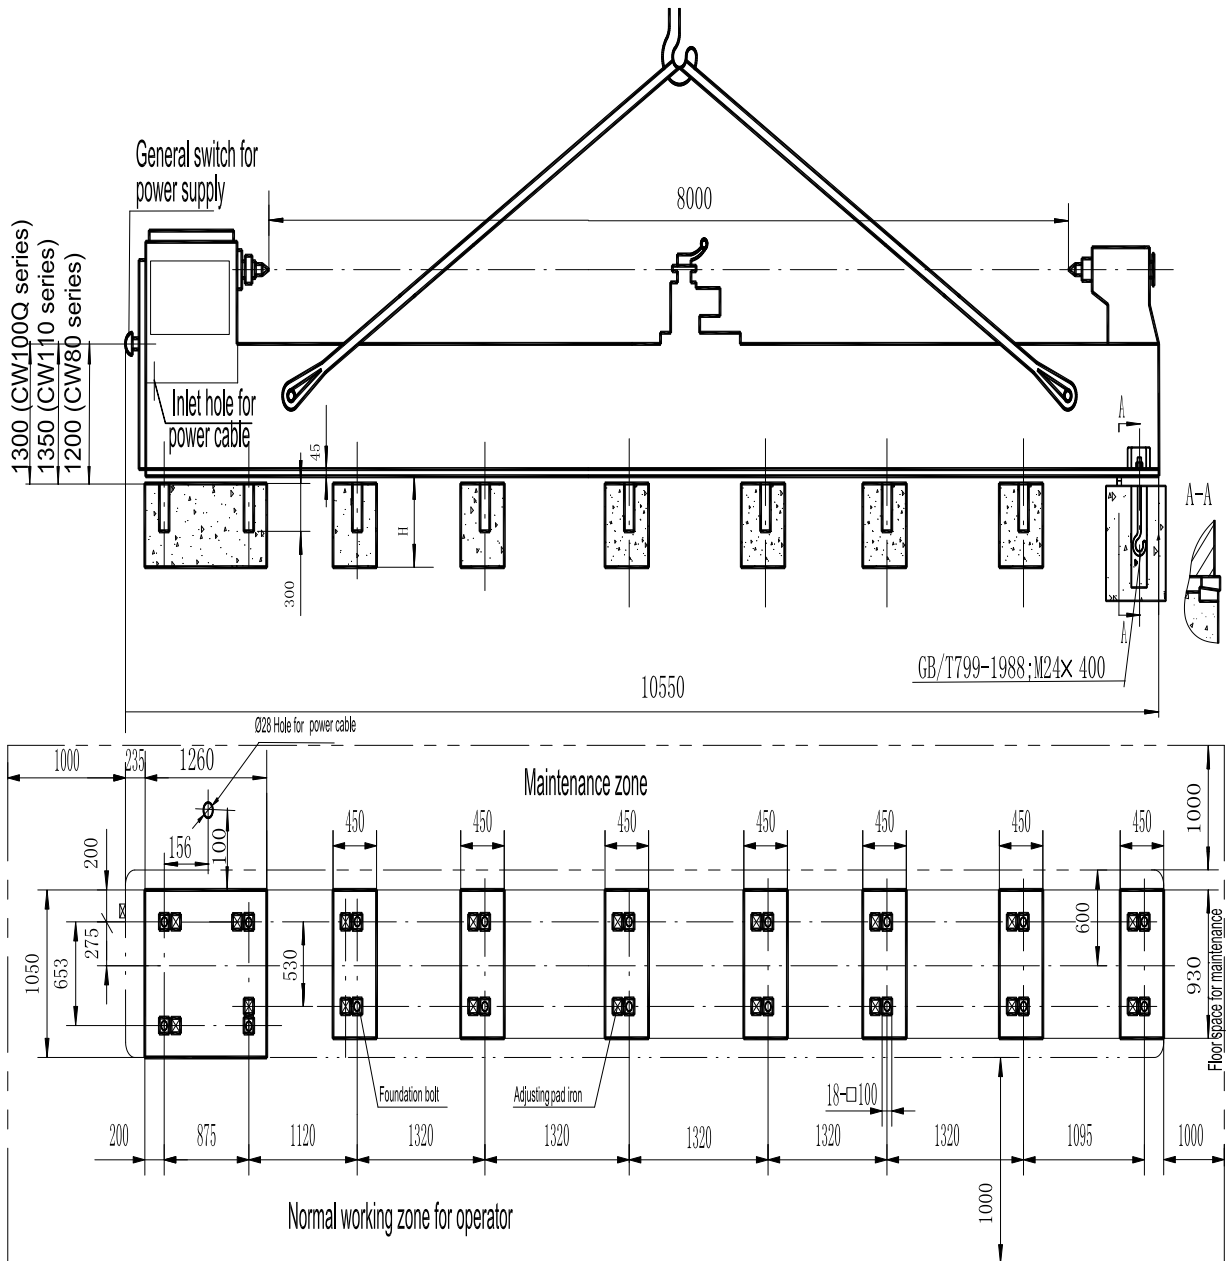 General switch for
power supply
8000
1300 (CW100Q series)
1350 (CW110 series)
1200 (CW80 series)
Inlet hole for
power cable
45
H
300
A
A-A
A
GB/T799-1988;M24× 400
10550
Ø28 Hole for power cable
1000
235
1260
Maintenance zone
1000
450
450
450
450
450
450
450
200
156
100
600
1050
653
275
530
930
Floor space for maintenance
Foundation bolt
Adjusting pad iron
18-□100
200
875
1120
1320
1320
1320
1320
1320
1095
1000
1000
Normal working zone for operator